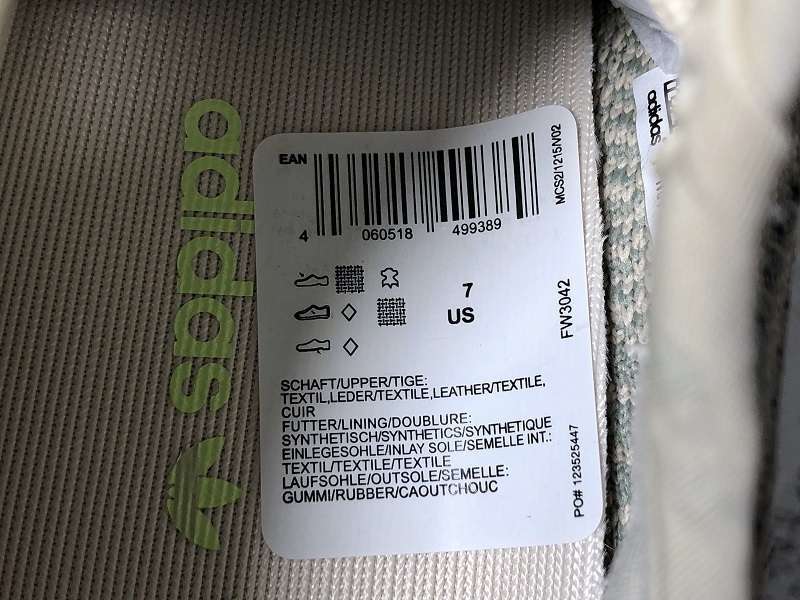 adidas
EAN
4 060518 499389
MCS2/1215/V/02
7
US
FW3042
SCHAFT/UPPER/TIGE:
TEXTIL,LEDER/TEXTILE,LEATHER/TEXTILE,
CUIR
FUTTER/LINING/DOUBLURE:
SYNTHETISCH/SYNTHETICS/SYNTHETIQUE
EINLEGESOHLE/INLAY SOLE/SEMELLE INT.:
TEXTIL/TEXTILE/TEXTILE
LAUFSOHLE/OUTSOLE/SEMELLE:
GUMMI/RUBBER/CAOUTCHOUC
PO# 123525447
adidas